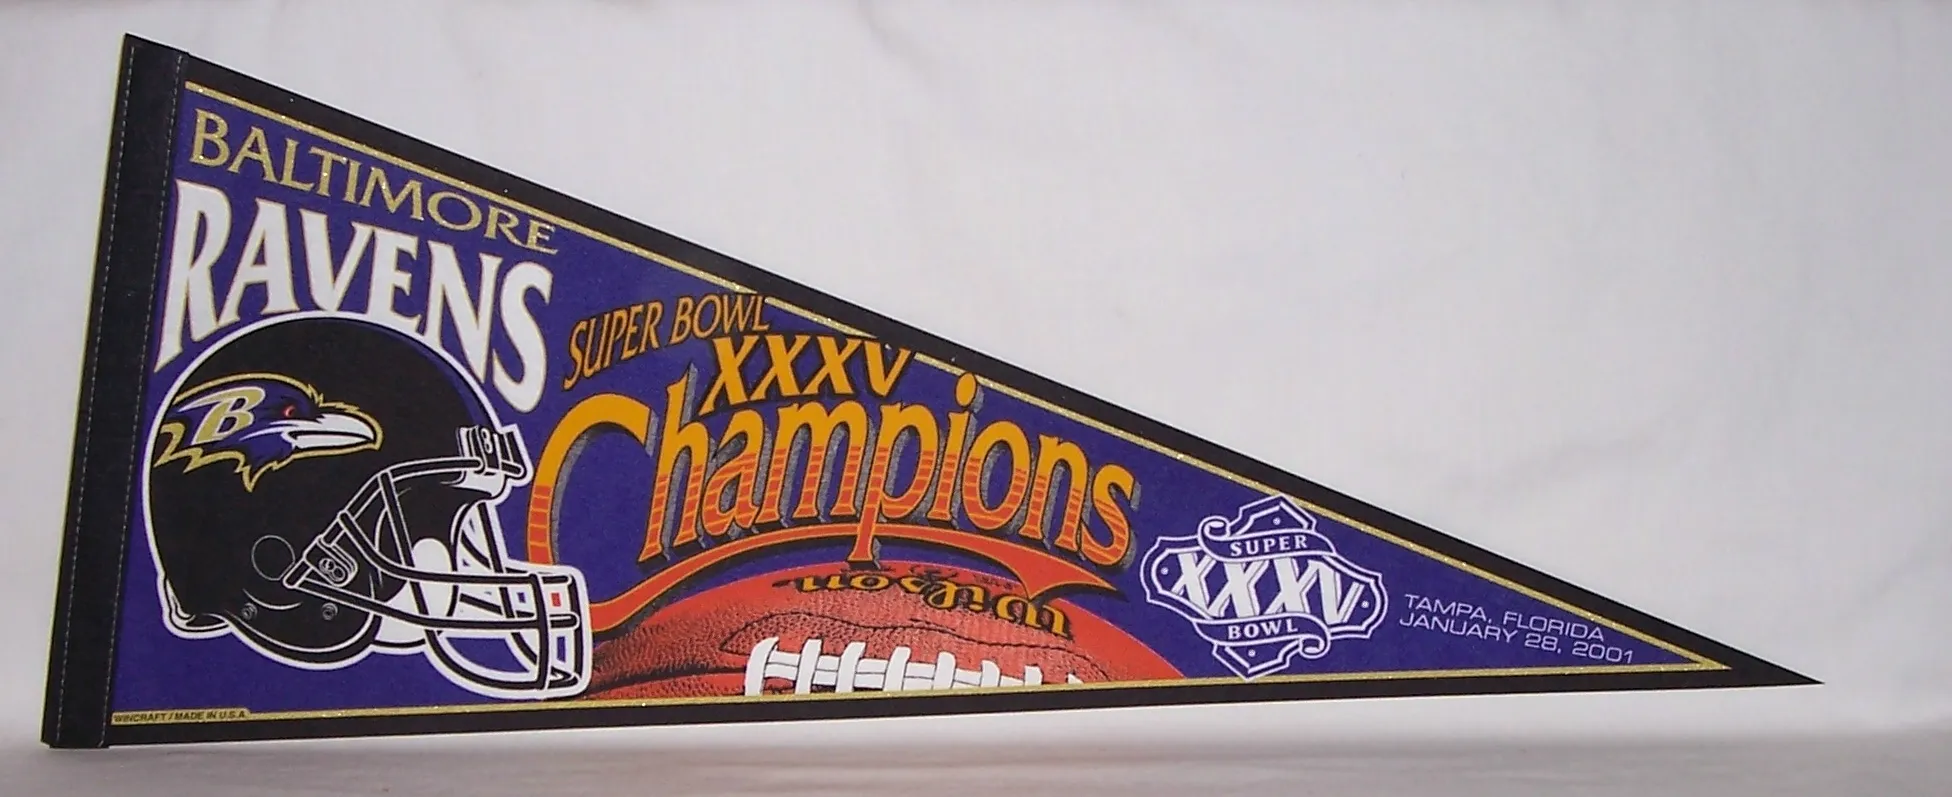 BALTIMORE
RAVENS
SUPER BOWL
XXXV
Champions
B
Wilson
SUPER
XXXV
BOWL
TAMPA, FLORIDA
JANUARY 28, 2001
WINCRAFT / MADE IN U.S.A.